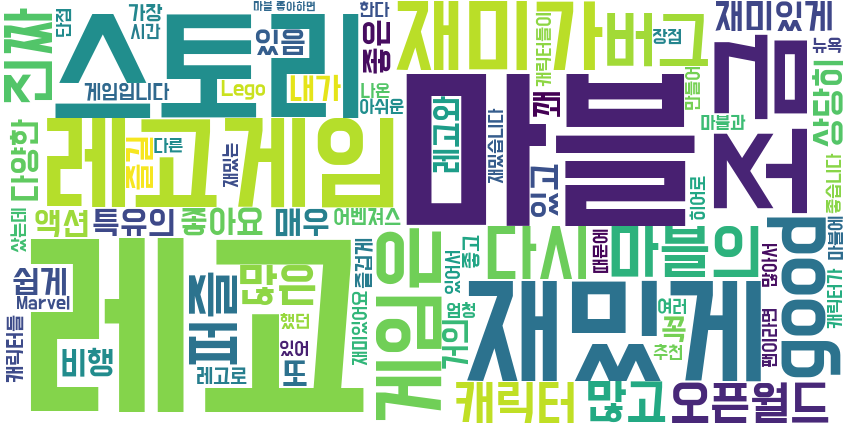 마블 좋아하면
진짜
단점
스토리
가장
시간
있음
한다
좋은
재미가
버그
장점
재미있게
뉴욕
캐릭터들이
게임입니다
Lego
내가
나온
아쉬운
만들어
조금
상당히
다양한
레고게임
즐길
다른
재밌는
레고와
마블
재밌습니다
꽤
있고
마블과
히어로
좋습니다
샀는데
액션
특유의
좋아요
매우
어벤져스
레고
게임은
즐겁게
좋고
있어서
다시
때문에
마블의
많아서
good
마블에
쉽게
Marvel
퍼즐
많은
했던
재미있어요
거의
엄청
재밌게
여러
꼭
추천
팬이라면
캐릭터가
캐릭터들
비행
레고로
있어
또
캐릭터
많고
오픈월드